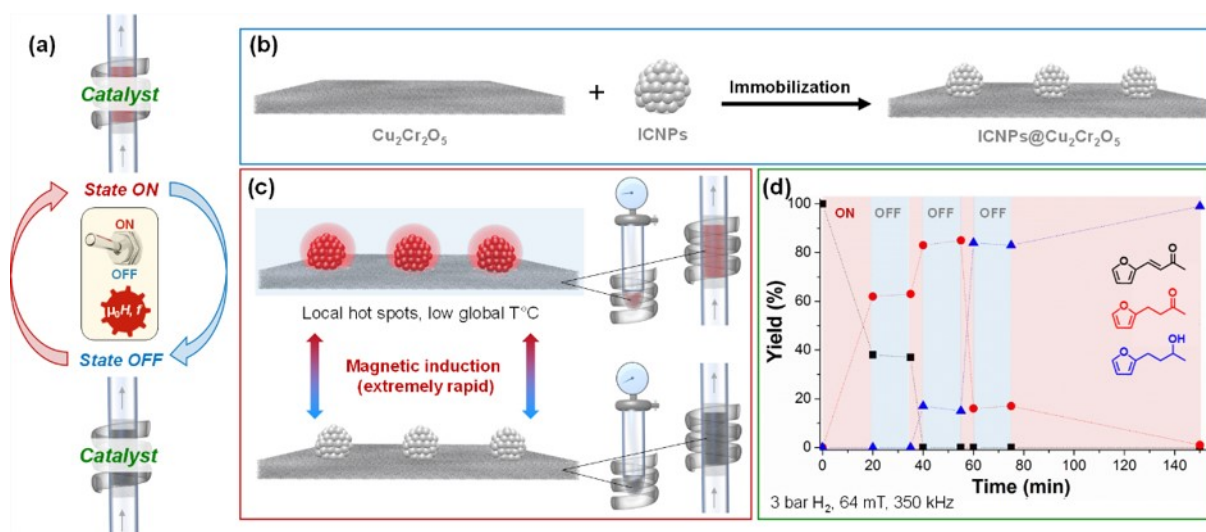 (a)
Catalyst
State ON
ON
OFF
μ₀H, f
State OFF
Catalyst
(b)
Cu₂Cr₂O₅
+
ICNPs
Immobilization
ICNPs@Cu₂Cr₂O₅
(c)
Local hot spots, low global T°C
Magnetic induction
(extremely rapid)
(d)
Yield (%)
100
80
60
40
20
0
ON
OFF
OFF
OFF
O
O
O
O
OH
O
3 bar H₂, 64 mT, 350 kHz
0
20
40
60
80
100
120
140
Time (min)